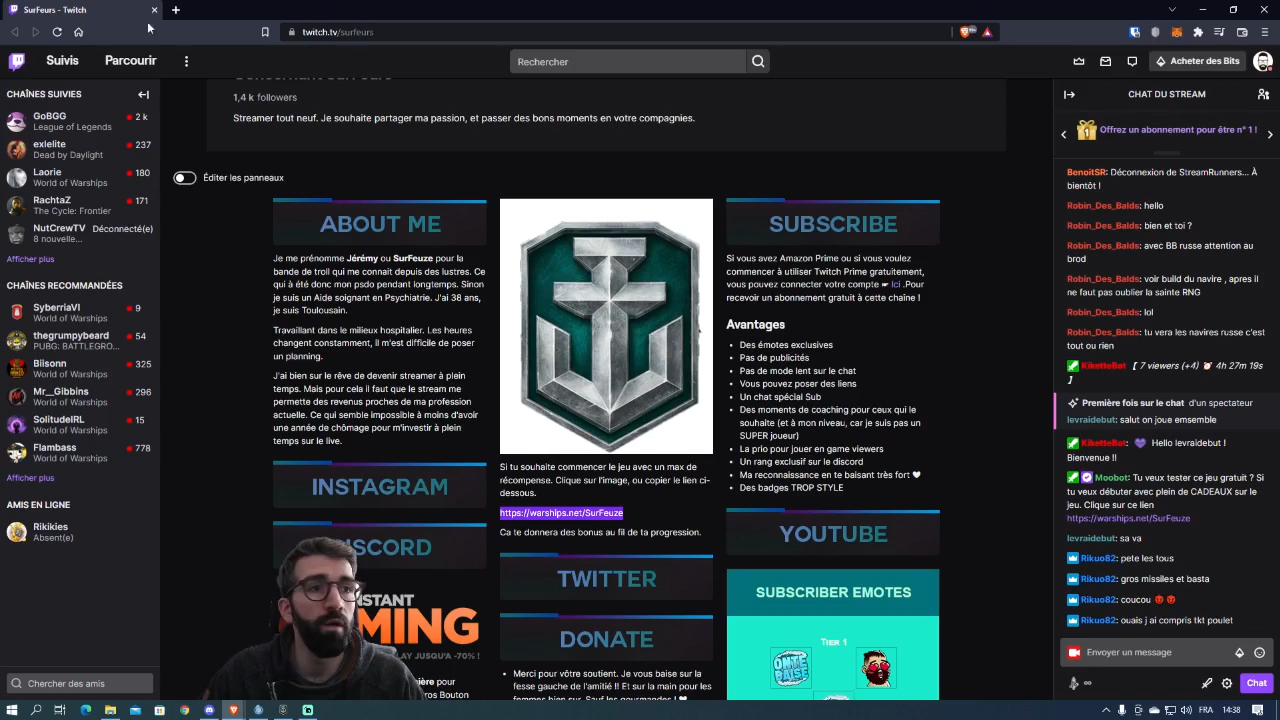 SurFeurs - Twitch
twitch.tv/surfeurs
Suivis
Parcourir
Rechercher
Acheter des Bits
CHAÎNES SUIVIES
GoBGG
2 k
League of Legends
exielite
237
Dead by Daylight
Laorie
180
World of Warships
RachtaZ
171
The Cycle: Frontier
NutCrewTV
Déconnecté(e)
8 nouvelle...
Afficher plus
CHAÎNES RECOMMANDÉES
SyberriaVI
9
World of Warships
thegrumpybeard
54
PUBG: BATTLEGRO...
Blisonn
325
World of Warships
Mr__Gibbins
296
World of Warships
SolitudeIRL
15
World of Warships
Flambass
778
World of Warships
Afficher plus
AMIS EN LIGNE
Rikikies
Absent(e)
Chercher des amis
1,4 k followers
Streamer tout neuf. Je souhaite partager ma passion, et passer des bons moments en votre compagnies.
Éditer les panneaux
ABOUT ME
Je me prénomme Jérémy ou SurFeuze pour la
bande de troll qui me connait depuis des lustres. Ce
qui à été donc mon psdo pendant longtemps. Sinon
je suis un Aide soignant en Psychiatrie. J'ai 38 ans,
je suis Toulousain.
Travaillant dans le milieux hospitalier. Les heures
changent constamment, il m'est difficile de poser
un planning.
J'ai bien sur le rêve de devenir streamer à plein
temps. Mais pour cela il faut que le stream me
permette des revenus proches de ma profession
actuelle. Ce qui semble impossible à moins d'avoir
une année de chômage pour m'investir à plein
temps sur le live.
INSTAGRAM
ISCORD
NSTANT
MING
PLAY JUSQU'A -70% !
Si tu souhaite commencer le jeu avec un max de
récompense. Clique sur l'image, ou copier le lien ci-
dessous.
https://warships.net/SurFeuze
Ca te donnera des bonus au fil de ta progression.
TWITTER
DONATE
Merci pour vôtre soutient. Je vous baise sur la
fesse gauche de l'amitié !! Et sur la main pour les
SUBSCRIBE
Si vous avez Amazon Prime ou si vous voulez
commencer à utiliser Twitch Prime gratuitement,
vous pouvez connecter votre compte ☛ Ici .Pour
recevoir un abonnement gratuit à cette chaîne !
Avantages
Des émotes exclusives
Pas de publicités
Pas de mode lent sur le chat
Vous pouvez poser des liens
Un chat spécial Sub
Des moments de coaching pour ceux qui le
souhaite (et à mon niveau, car je suis pas un
SUPER joueur)
La prio pour jouer en game viewers
Un rang exclusif sur le discord
Ma reconnaissance en te baisant très fort 🤍
Des badges TROP STYLE
YOUTUBE
SUBSCRIBER EMOTES
TIER 1
ONTE
BAISE
CHAT DU STREAM
Offrez un abonnement pour être n° 1 !
BenoitSR: Déconnexion de StreamRunners... À
bientôt !
Robin_Des_Balds: hello
Robin_Des_Balds: bien et toi ?
Robin_Des_Balds: avec BB russe attention au
brod
Robin_Des_Balds: voir build du navire , apres il
ne faut pas oublier la sainte RNG
Robin_Des_Balds: lol
Robin_Des_Balds: tu vera les navires russe c'est
tout ou rien
KiketteBot: [ 7 viewers (+4) ⏰ 4h 27m 19s
]
Première fois sur le chat d'un spectateur
levraidebut: salut on joue emsemble
KiketteBot: 💜 Hello levraidebut !
Bienvenue !!
Moobot: Tu veux tester ce jeu gratuit ? Si
tu veux débuter avec plein de CADEAUX sur le
jeu. Clique sur ce lien
https://warships.net/SurFeuze
levraidebut: sa va
Rikuo82: pete les tous
Rikuo82: gros missiles et basta
Rikuo82: coucou 😡 😡
Rikuo82: ouais j ai compris tkt poulet
Envoyer un message
Chat
FRA
14:38